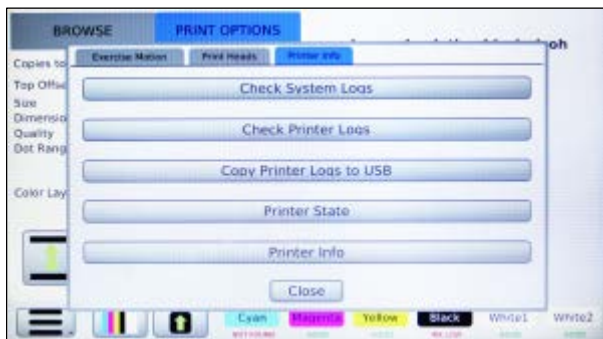 BROWSE
PRINT OPTIONS
oh
Exercise Motion
Print Heads
Printer Info
Copies to
Top Offse
Size
Dimensio
Quality
Dot Rang
Color Lay
Check System Logs
Check Printer Logs
Copy Printer Logs to USB
Printer State
Printer Info
Close
Cyan
Magenta
Yellow
Black
White1
White2